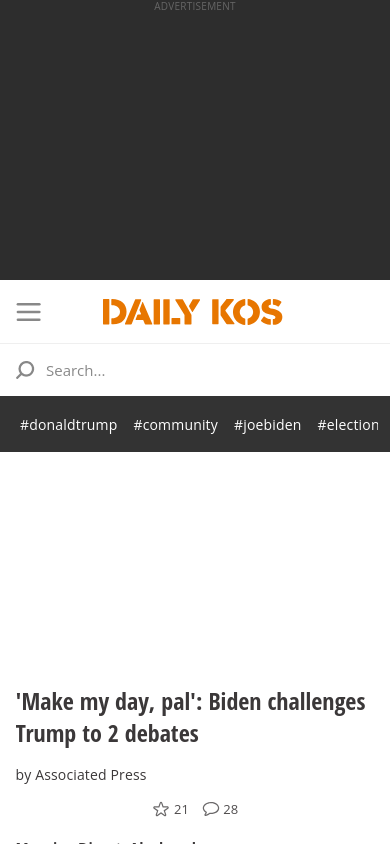 ADVERTISEMENT
DAILY KOS
Search...
#donaldtrump #community #joebiden #election
'Make my day, pal': Biden challenges
Trump to 2 debates
by Associated Press
21 28